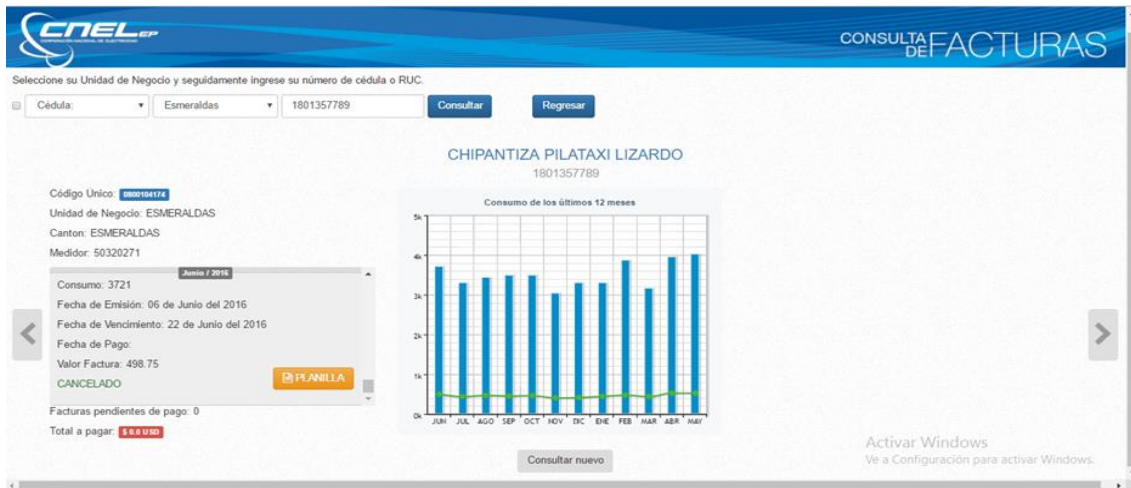 CNEL EP
CORPORACIÓN NACIONAL DE ELECTRICIDAD
CONSULTA DE FACTURAS
Seleccione su Unidad de Negocio y seguidamente ingrese su número de cédula o RUC.
Cédula: Esmeraldas 1801357789 Consultar Regresar
CHIPANTIZA PILATAXI LIZARDO
1801357789
Código Unico: 0800104174
Unidad de Negocio: ESMERALDAS
Canton: ESMERALDAS
Medidor: 50320271
Junio / 2016
Consumo: 3721
Fecha de Emisión: 06 de Junio del 2016
Fecha de Vencimiento: 22 de Junio del 2016
Fecha de Pago:
Valor Factura: 498.75
CANCELADO
PLANILLA
Facturas pendientes de pago: 0
Total a pagar: $ 0.0 USD
Consumo de los últimos 12 meses
5k
4k
3k
2k
1k
0k
JUN JUL AGO SEP OCT NOV DIC ENE FEB MAR ABR MAY
Consultar nuevo
Activar Windows
Ve a Configuración para activar Windows.